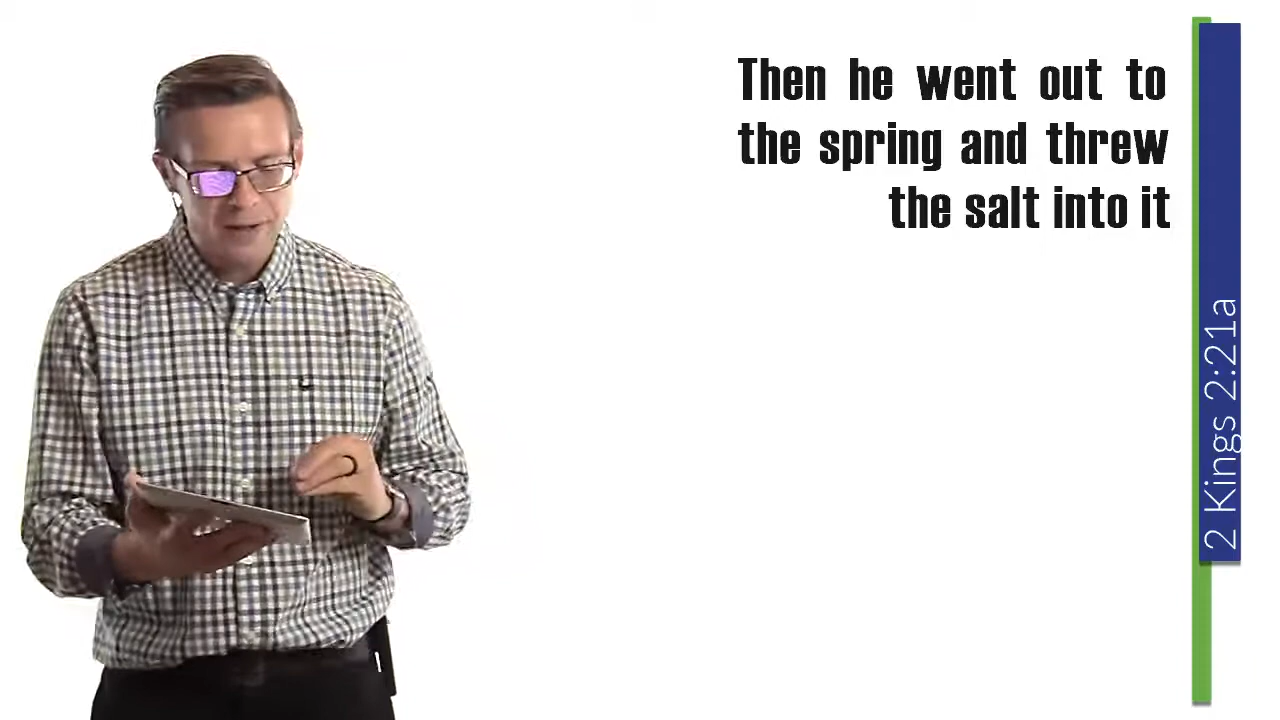 Then he went out to
the spring and threw
the salt into it
2 Kings 2:21a